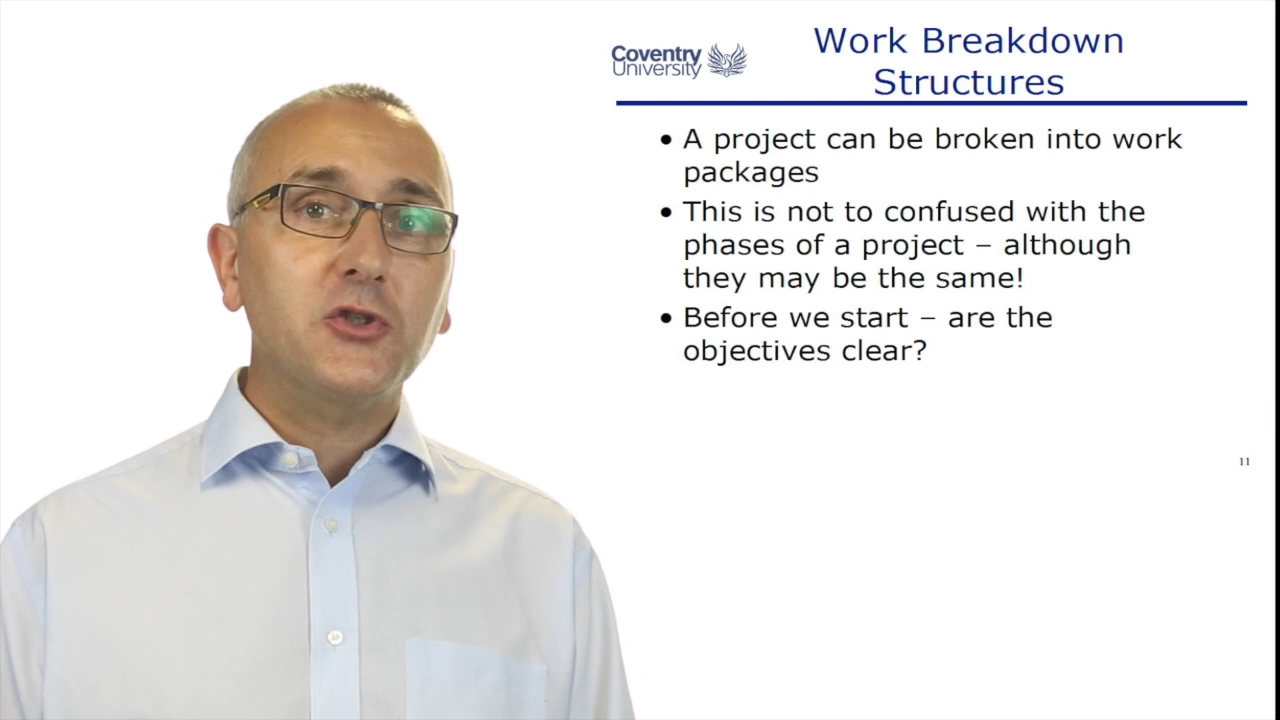 Coventry
University
Work Breakdown
Structures
• A project can be broken into work
packages
• This is not to confused with the
phases of a project – although
they may be the same!
• Before we start – are the
objectives clear?
11